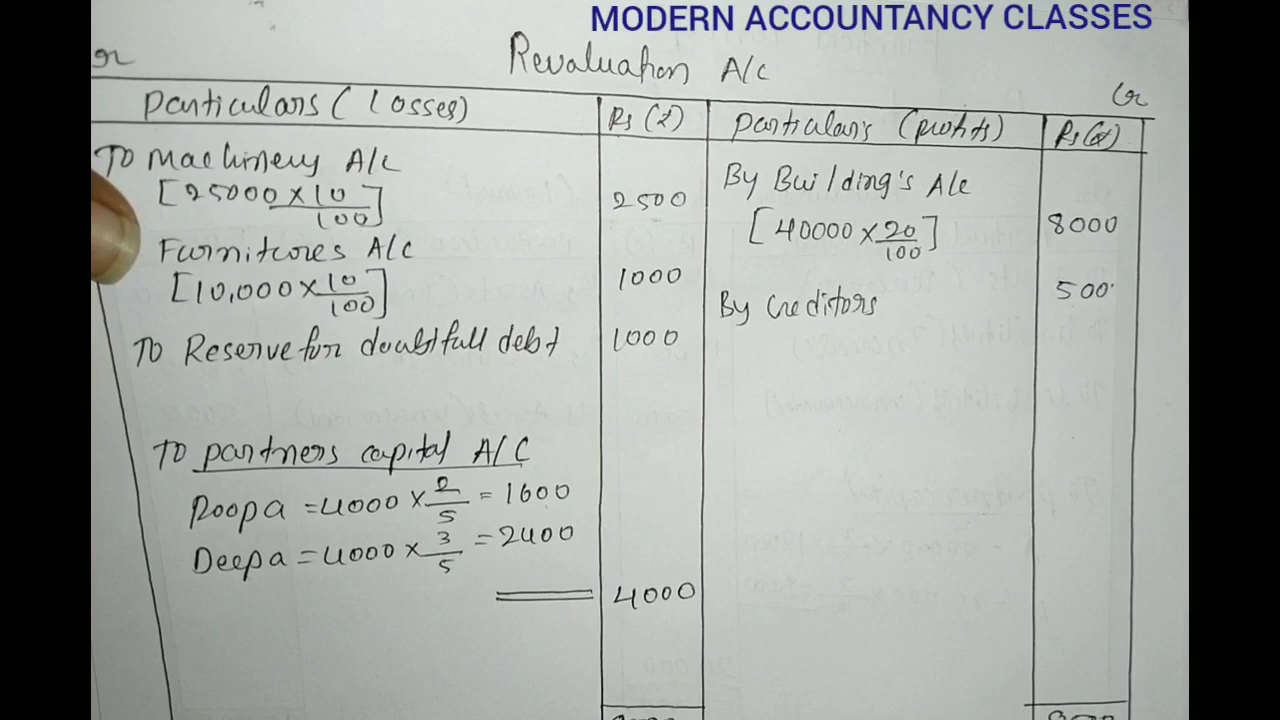 MODERN ACCOUNTANCY CLASSES
Revaluation A/C
Particulars (Losses) Rs (₹) Particulars (profits) Rs (₹)
Cr
To Machinery A/C
[25000 × 10/100] 2500
Furnitures A/C
[10,000 × 10/100] 1000
To Reserve for doubtfull debt 1000
To partners capital A/C
Roopa = 4000 × 2/5 = 1600
Deepa = 4000 × 3/5 = 2400
4000
By Building's A/c
[40000 × 20/100] 8000
By Creditors 500